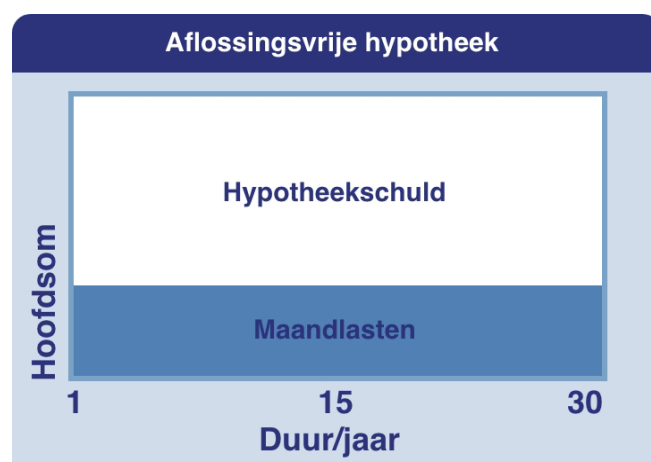 Aflossingsvrije hypotheek
Hypotheekschuld
Maandlasten
Hoofdsom
1 15 30
Duur/jaar